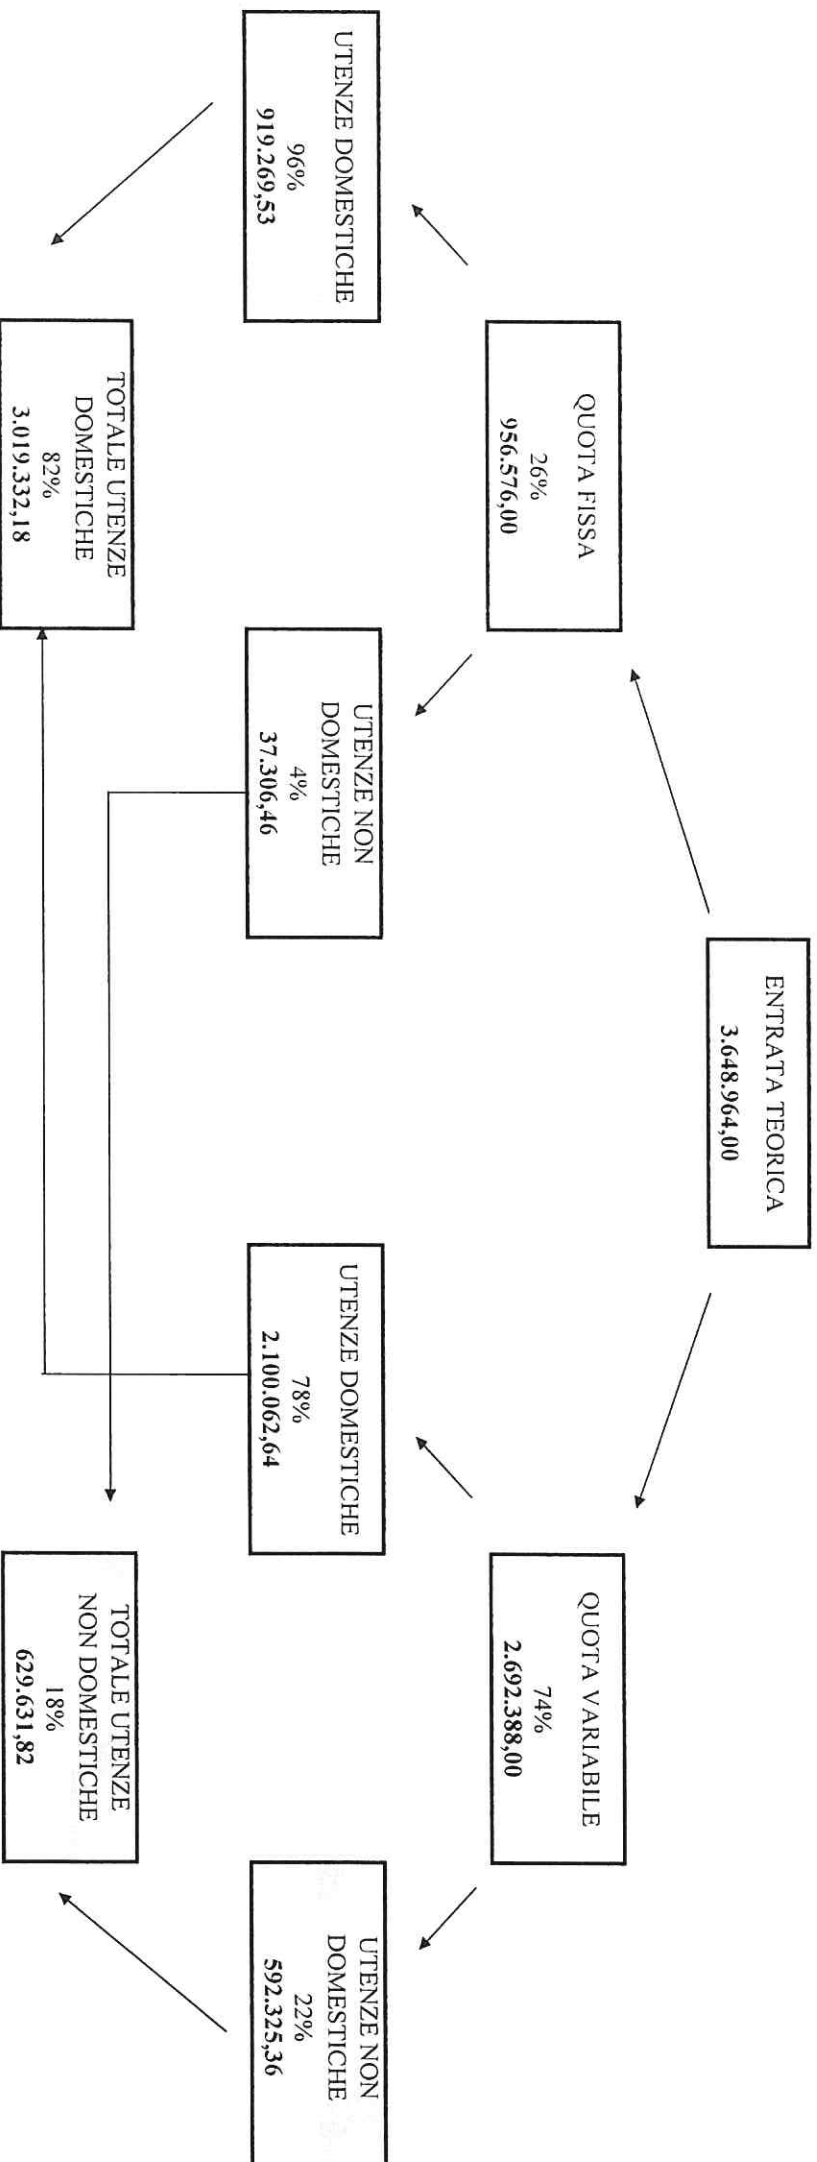 ENTRATA TEORICA
3.648.964,00
QUOTA FISSA
26%
956.576,00
QUOTA VARIABILE
74%
2.692.388,00
UTENZE DOMESTICHE
96%
919.269,53
UTENZE NON
DOMESTICHE
4%
37.306,46
UTENZE DOMESTICHE
78%
2.100.062,64
UTENZE NON
DOMESTICHE
22%
592.325,36
TOTALE UTENZE
DOMESTICHE
82%
3.019.332,18
TOTALE UTENZE
NON DOMESTICHE
18%
629.631,82